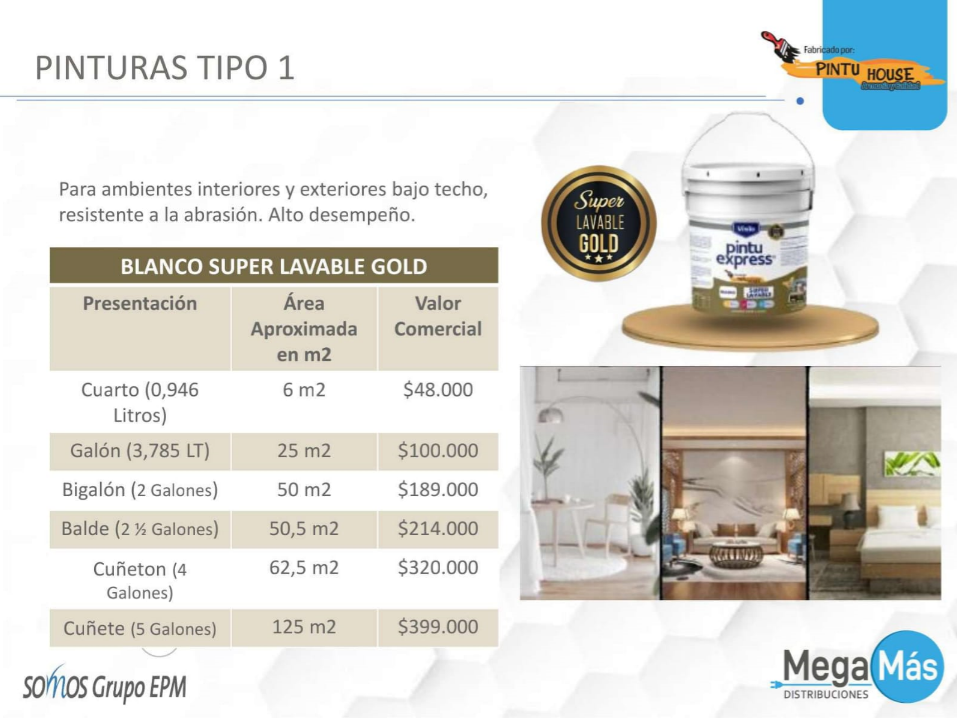 PINTURAS TIPO 1
Fabricado por:
PINTU HOUSE
Para ambientes interiores y exteriores bajo techo,
resistente a la abrasión. Alto desempeño.
Super
LAVABLE
GOLD
Vinilo
pintu
express
SUPER
LAVABLE
BLANCO SUPER LAVABLE GOLD
Presentación Área Valor
Aproximada Comercial
en m2
Cuarto (0,946 6 m2 $48.000
Litros)
Galón (3,785 LT) 25 m2 $100.000
Bigalón (2 Galones) 50 m2 $189.000
Balde (2 ½ Galones) 50,5 m2 $214.000
Cuñeton (4 62,5 m2 $320.000
Galones)
Cuñete (5 Galones) 125 m2 $399.000
SOMOS Grupo EPM
MegaMás
DISTRIBUCIONES